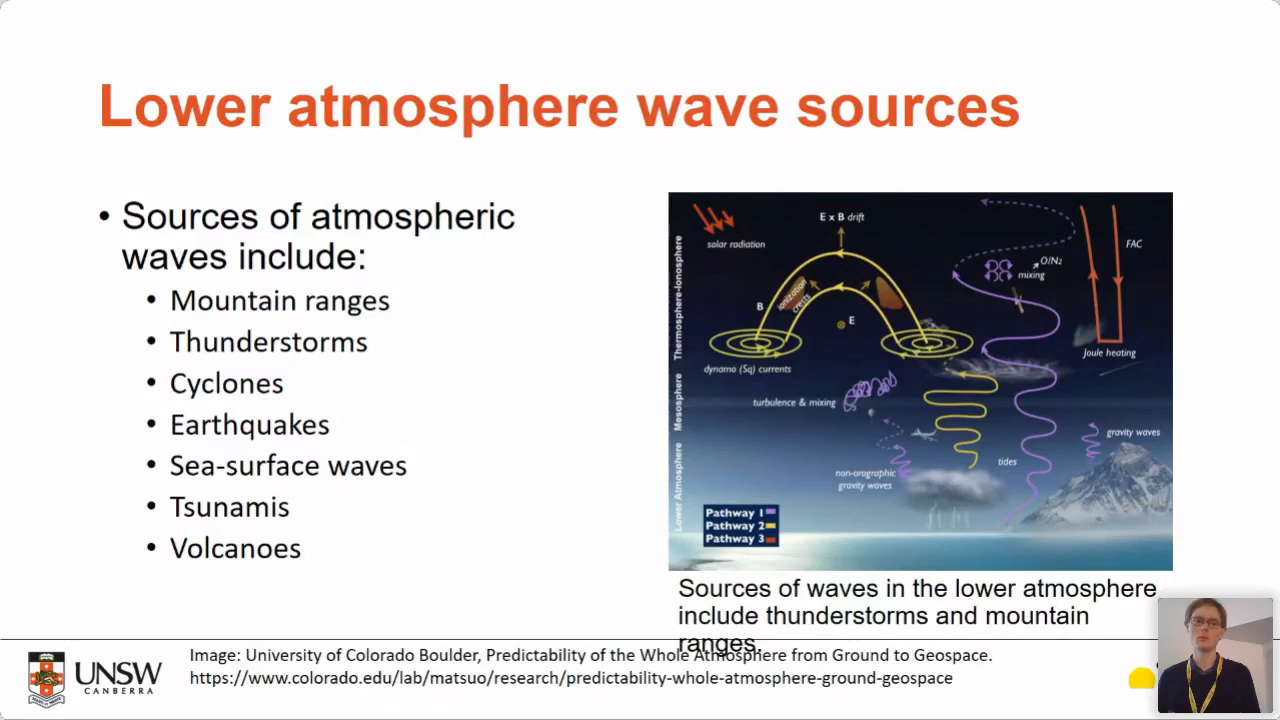 Lower atmosphere wave sources
• Sources of atmospheric
waves include:
• Mountain ranges
• Thunderstorms
• Cyclones
• Earthquakes
• Sea-surface waves
• Tsunamis
• Volcanoes
Thermosphere-Ionosphere
Mesosphere
Lower Atmosphere
solar radiation
E x B drift
FAC
O/N2
mixing
ionization
crests
B
E
Joule heating
dynamo (Sq) currents
turbulence & mixing
gravity waves
tides
non-orographic
gravity waves
Pathway 1
Pathway 2
Pathway 3
Sources of waves in the lower atmosphere
include thunderstorms and mountain
ranges.
UNSW
CANBERRA
Image: University of Colorado Boulder, Predictability of the Whole Atmosphere from Ground to Geospace.
https://www.colorado.edu/lab/matsuo/research/predictability-whole-atmosphere-ground-geospace